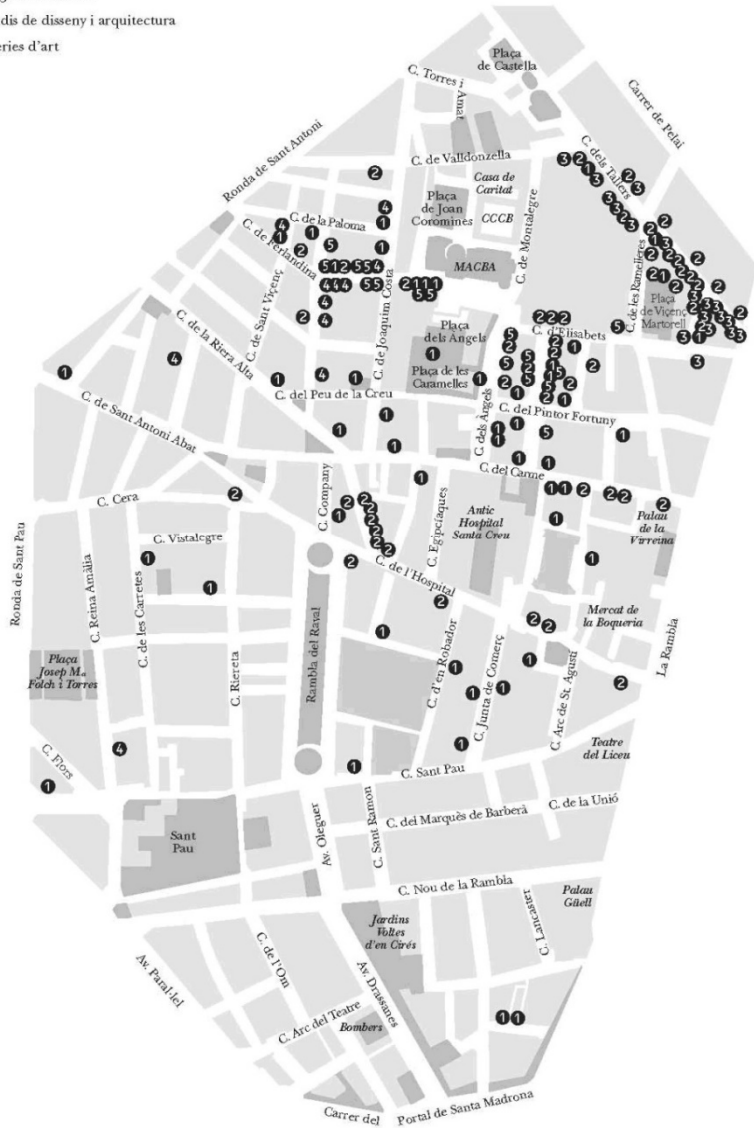 dis de disseny i arquitectura
eries d'art
Plaça
de Castella
C. Torres i
Amat
Carrer de Pelai
C. dels Tallers
Ronda de Sant Antoni
C. de Valldonzella
Casa de
Caritat
CCCB
Plaça
de Joan
Coromines
C. de Montalegre
MACBA
C. de la Paloma
C. de Ferlandina
C. de Sant Vicenç
C. de Joaquim Costa
C. de les Ramelleres
Plaça
de Viçenç
Martorell
C. d'Elisabets
Plaça
dels Àngels
Plaça de les
Caramelles
C. de la Riera Alta
C. del Peu de la Creu
C. dels Àngels
C. del Pintor Fortuny
C. de Sant Antoni Abat
C. del Carme
C. Cera
C. Company
C. Egipcíaques
Antic
Hospital
Santa Creu
Palau
de la
Virreina
C. Vistalegre
C. de l'Hospital
Ronda de Sant Pau
C. Reina Amàlia
C. de les Carretes
C. Riereta
Rambla del Raval
C. d'en Robador
C. Junta de Comerç
C. Arc de St. Agustí
Mercat de
la Boqueria
La Rambla
Plaça
Josep M.a
Folch i Torres
C. Flors
Teatre
del Liceu
C. Sant Pau
Sant
Pau
Av. Oleguer
C. Sant Ramon
C. del Marquès de Barberà
C. de la Unió
C. Nou de la Rambla
Palau
Güell
C. Lancaster
Jardins
Voltes
d'en Cirés
Av. Paral·lel
C. de l'Om
Av. Drassanes
C. Arc del Teatre
Bombers
Carrer del
Portal de Santa Madrona